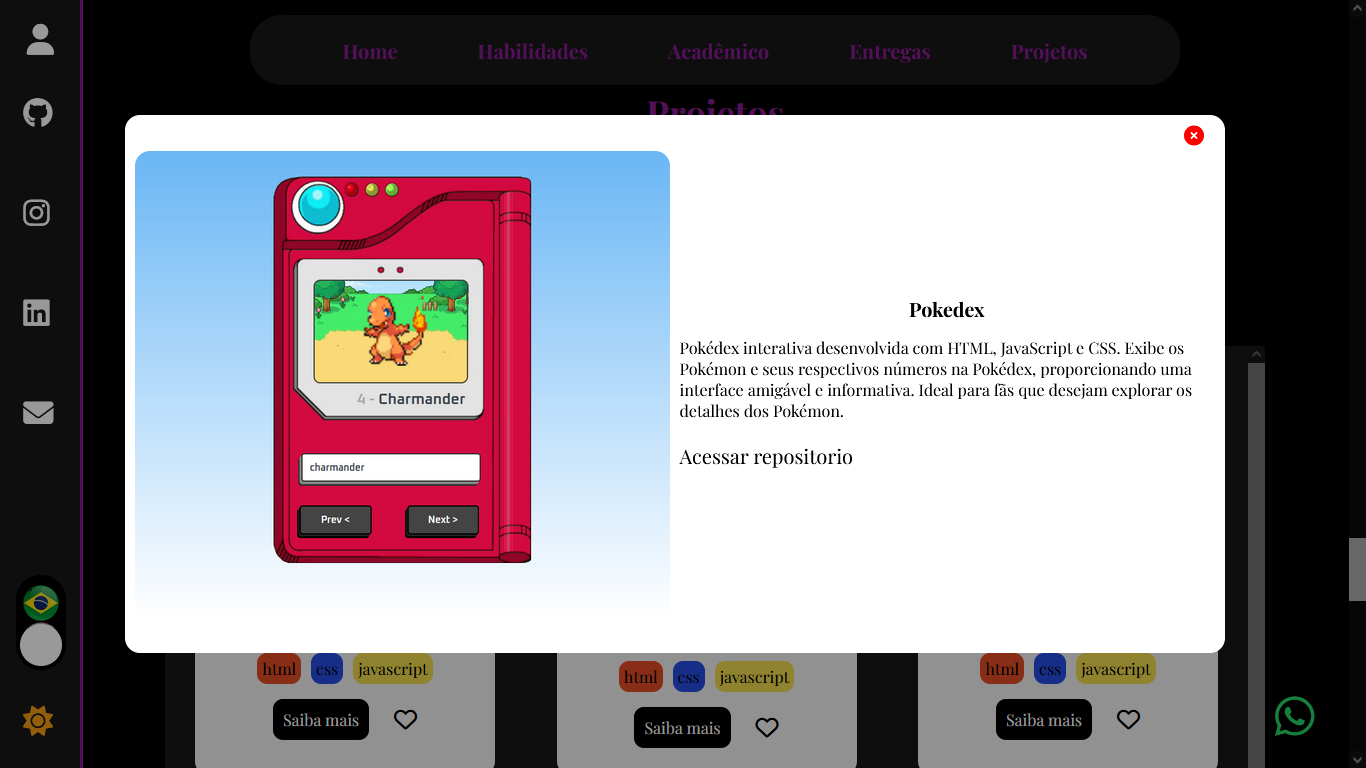 Home Habilidades Acadêmico Entregas Projetos
Projetos
4 - Charmander
charmander
Prev < Next >
Pokedex
Pokédex interativa desenvolvida com HTML, JavaScript e CSS. Exibe os
Pokémon e seus respectivos números na Pokédex, proporcionando uma
interface amigável e informativa. Ideal para fãs que desejam explorar os
detalhes dos Pokémon.
Acessar repositorio
html css javascript
Saiba mais
html css javascript
Saiba mais
html css javascript
Saiba mais